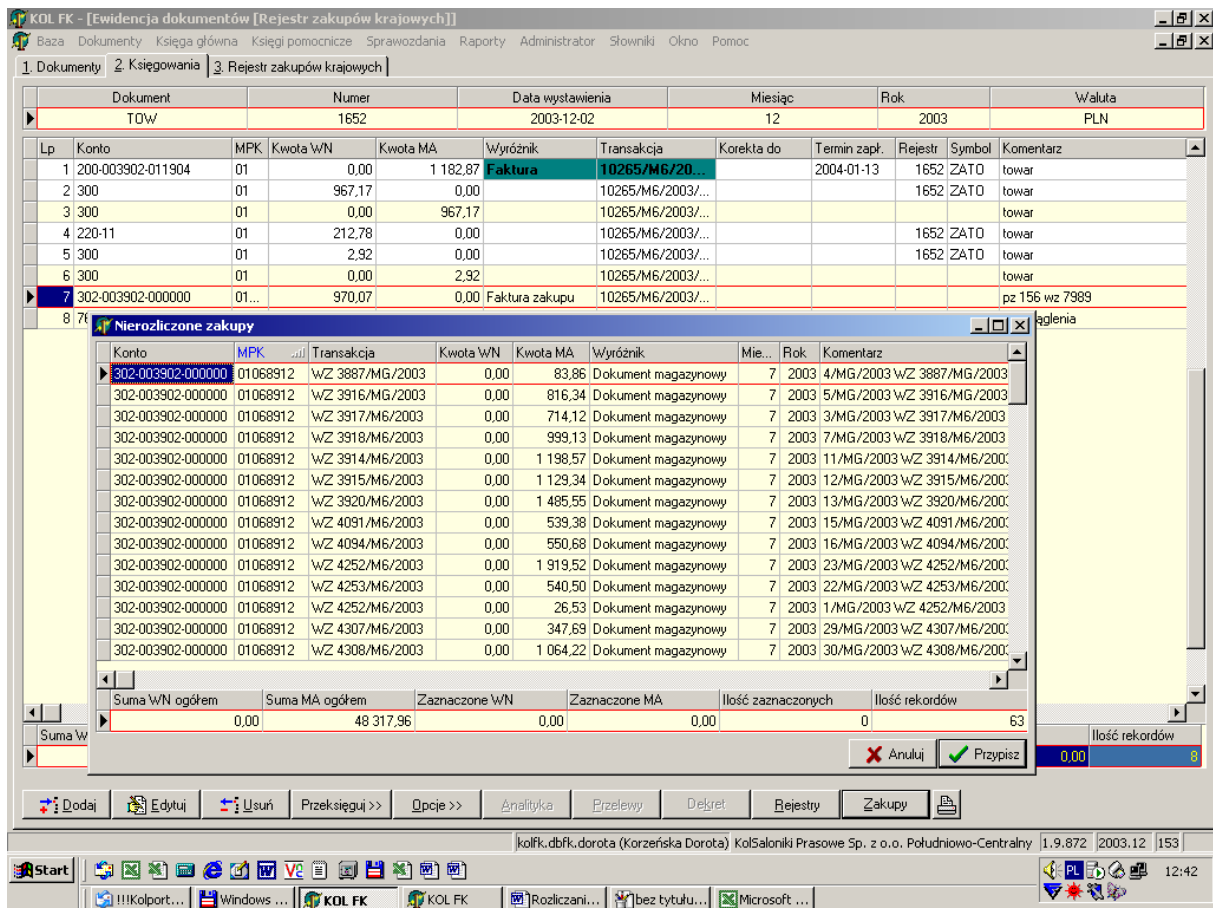 KOL FK - [Ewidencja dokumentów [Rejestr zakupów krajowych]]
Baza Dokumenty Księga główna Księgi pomocnicze Sprawozdania Raporty Administrator Słowniki Okno Pomoc
1. Dokumenty 2. Księgowania 3. Rejestr zakupów krajowych
Dokument Numer Data wystawienia Miesiąc Rok Waluta
TOW 1652 2003-12-02 12 2003 PLN
Lp Konto MPK Kwota WN Kwota MA Wyróżnik Transakcja Korekta do Termin zapł. Rejestr Symbol Komentarz
1 200-003902-011904 01 0,00 1 182,87 Faktura 10265/M6/20... 2004-01-13 1652 ZATO towar
2 300 01 967,17 0,00 10265/M6/2003/... 1652 ZATO towar
3 300 01 0,00 967,17 10265/M6/2003/... towar
4 220-11 01 212,78 0,00 10265/M6/2003/... 1652 ZATO towar
5 300 01 2,92 0,00 10265/M6/2003/... 1652 ZATO towar
6 300 01 0,00 2,92 10265/M6/2003/... towar
7 302-003902-000000 01... 970,07 0,00 Faktura zakupu 10265/M6/2003/... pz 156 wz 7989
8
Nierozliczone zakupy
Konto MPK Transakcja Kwota WN Kwota MA Wyróżnik Mie... Rok Komentarz
302-003902-000000 01068912 WZ 3887/MG/2003 0,00 83,86 Dokument magazynowy 7 2003 4/MG/2003 WZ 3887/MG/2003
302-003902-000000 01068912 WZ 3916/MG/2003 0,00 816,34 Dokument magazynowy 7 2003 5/MG/2003 WZ 3916/MG/2003
302-003902-000000 01068912 WZ 3917/M6/2003 0,00 714,12 Dokument magazynowy 7 2003 3/MG/2003 WZ 3917/M6/2003
302-003902-000000 01068912 WZ 3918/M6/2003 0,00 999,13 Dokument magazynowy 7 2003 7/MG/2003 WZ 3918/M6/2003
302-003902-000000 01068912 WZ 3914/M6/2003 0,00 1 198,57 Dokument magazynowy 7 2003 11/MG/2003 WZ 3914/M6/200
302-003902-000000 01068912 WZ 3915/M6/2003 0,00 1 129,34 Dokument magazynowy 7 2003 12/MG/2003 WZ 3915/M6/200
302-003902-000000 01068912 WZ 3920/M6/2003 0,00 1 485,55 Dokument magazynowy 7 2003 13/MG/2003 WZ 3920/M6/200
302-003902-000000 01068912 WZ 4091/M6/2003 0,00 539,38 Dokument magazynowy 7 2003 15/MG/2003 WZ 4091/M6/200
302-003902-000000 01068912 WZ 4094/M6/2003 0,00 550,68 Dokument magazynowy 7 2003 16/MG/2003 WZ 4094/M6/200
302-003902-000000 01068912 WZ 4252/M6/2003 0,00 1 919,52 Dokument magazynowy 7 2003 23/MG/2003 WZ 4252/M6/200
302-003902-000000 01068912 WZ 4253/M6/2003 0,00 540,50 Dokument magazynowy 7 2003 22/MG/2003 WZ 4253/M6/200
302-003902-000000 01068912 WZ 4252/M6/2003 0,00 26,53 Dokument magazynowy 7 2003 1/MG/2003 WZ 4252/M6/2003
302-003902-000000 01068912 WZ 4307/M6/2003 0,00 347,69 Dokument magazynowy 7 2003 29/MG/2003 WZ 4307/M6/200
302-003902-000000 01068912 WZ 4308/M6/2003 0,00 1 064,22 Dokument magazynowy 7 2003 30/MG/2003 WZ 4308/M6/200
Suma WN ogółem Suma MA ogółem Zaznaczone WN Zaznaczone MA Ilość zaznaczonych Ilość rekordów
0,00 48 317,96 0,00 0,00 0 63
Anuluj Przypisz
Suma W Ilość rekordów
0,00 8
Dodaj Edytuj Usuń Przeksięguj >> Opcje >> Analityka Przelewy Dekret Rejestry Zakupy
kolfk.dbfk.dorota (Korzeńska Dorota) KolSaloniki Prasowe Sp. z o.o. Południowo-Centralny 1.9.872 2003.12 153
Start PL 12:42
!!!Kolport... Windows ... KOL FK KOL FK Rozliczani... bez tytułu... Microsoft ...